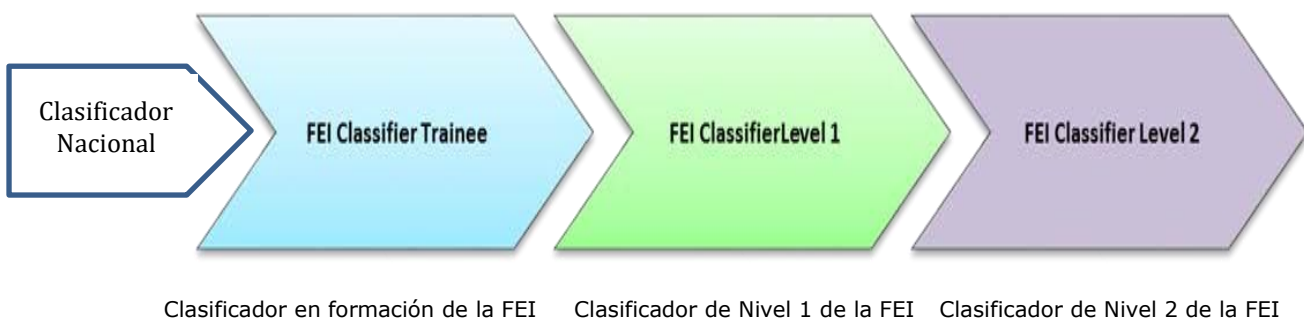 Clasificador
Nacional
FEI Classifier Trainee
FEI ClassifierLevel 1
FEI Classifier Level 2
Clasificador en formación de la FEI
Clasificador de Nivel 1 de la FEI
Clasificador de Nivel 2 de la FEI